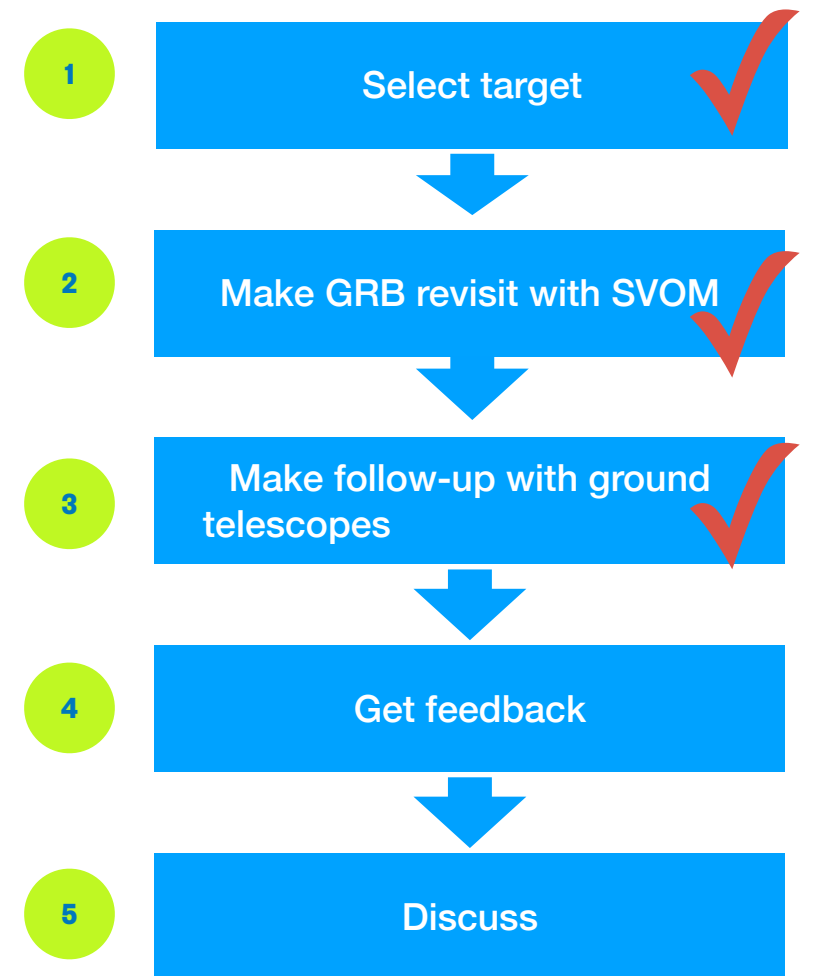 1
Select target
2
Make GRB revisit with SVOM
3
Make follow-up with ground
telescopes
4
Get feedback
5
Discuss